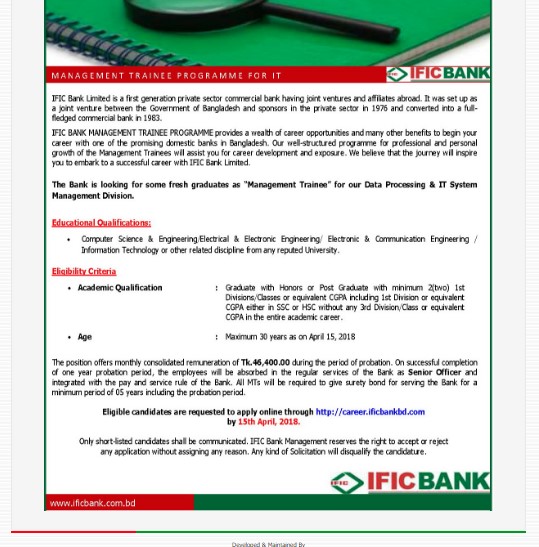 MANAGEMENT TRAINEE PROGRAMME FOR IT
IFIC BANK
IFIC Bank Limited is a first generation private sector commercial bank having joint ventures and affiliates abroad. It was set up as
a joint venture between the Government of Bangladesh and sponsors in the private sector in 1976 and converted into a full-
fledged commercial bank in 1983.
IFIC BANK MANAGEMENT TRAINEE PROGRAMME provides a wealth of career opportunities and many other benefits to begin your
career with one of the promising domestic banks in Bangladesh. Our well-structured programme for professional and personal
growth of the Management Trainees will assist you for career development and exposure. We believe that the journey will inspire
you to embark to a successful career with IFIC Bank Limited.
The Bank is looking for some fresh graduates as "Management Trainee" for our Data Processing & IT System
Management Division.
Educational Qualifications:
• Computer Science & Engineering/Electrical & Electronic Engineering/ Electronic & Communication Engineering /
Information Technology or other related discipline from any reputed University.
Eligibility Criteria
• Academic Qualification : Graduate with Honors or Post Graduate with minimum 2(two) 1st
Divisions/Classes or equivalent CGPA including 1st Division or equivalent
CGPA either in SSC or HSC without any 3rd Division/Class or equivalent
CGPA in the entire academic career.
• Age : Maximum 30 years as on April 15, 2018
The position offers monthly consolidated remuneration of Tk.46,400.00 during the period of probation. On successful completion
of one year probation period, the employees will be absorbed in the regular services of the Bank as Senior Officer and
integrated with the pay and service rule of the Bank. All MTs will be required to give surety bond for serving the Bank for a
minimum period of 05 years including the probation period.
Eligible candidates are requested to apply online through http://career.ificbankbd.com
by 15th April, 2018.
Only short-listed candidates shall be communicated. IFIC Bank Management reserves the right to accept or reject
any application without assigning any reason. Any kind of Solicitation will disqualify the candidature.
IFIC IFIC BANK
www.ificbank.com.bd
Developed & Maintained By